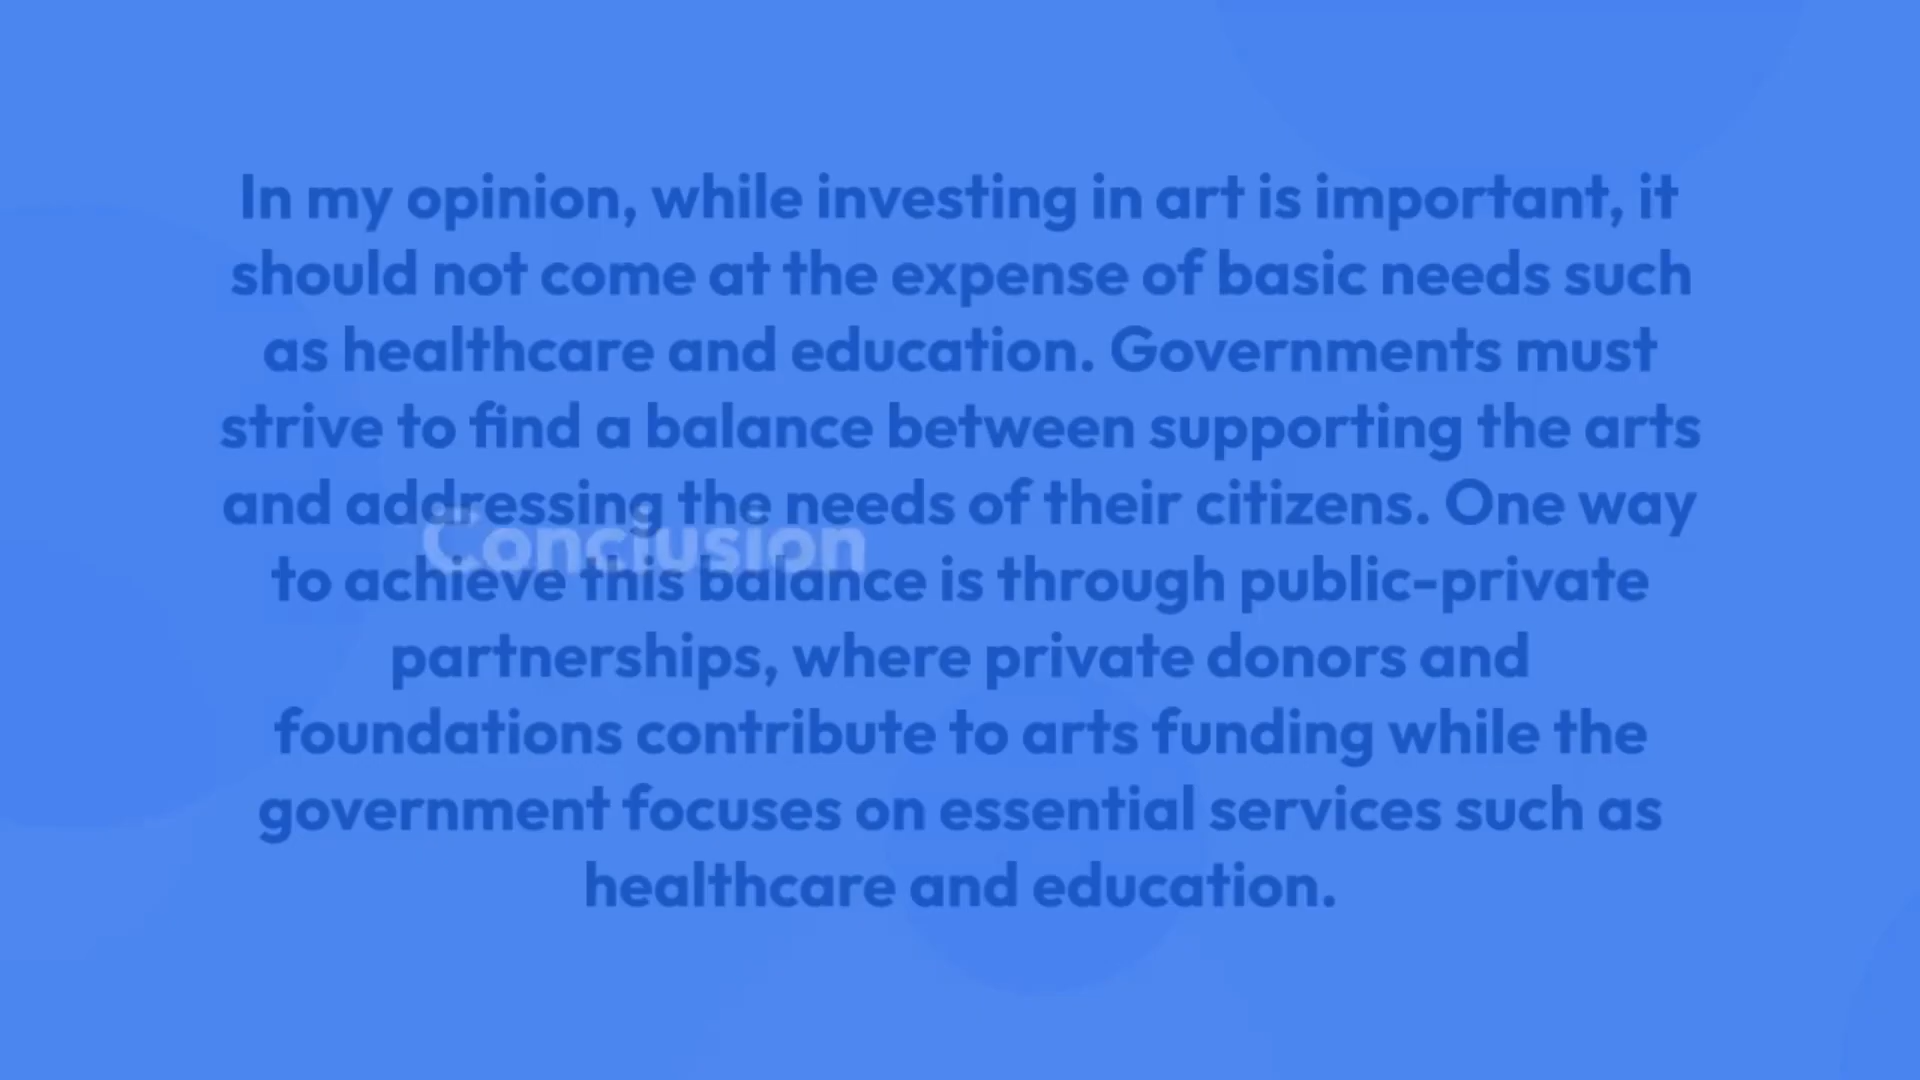 In my opinion, while investing in art is important, it
should not come at the expense of basic needs such
as healthcare and education. Governments must
strive to find a balance between supporting the arts
and addressing the needs of their citizens. One way
Conclusion
to achieve this balance is through public-private
partnerships, where private donors and
foundations contribute to arts funding while the
government focuses on essential services such as
healthcare and education.